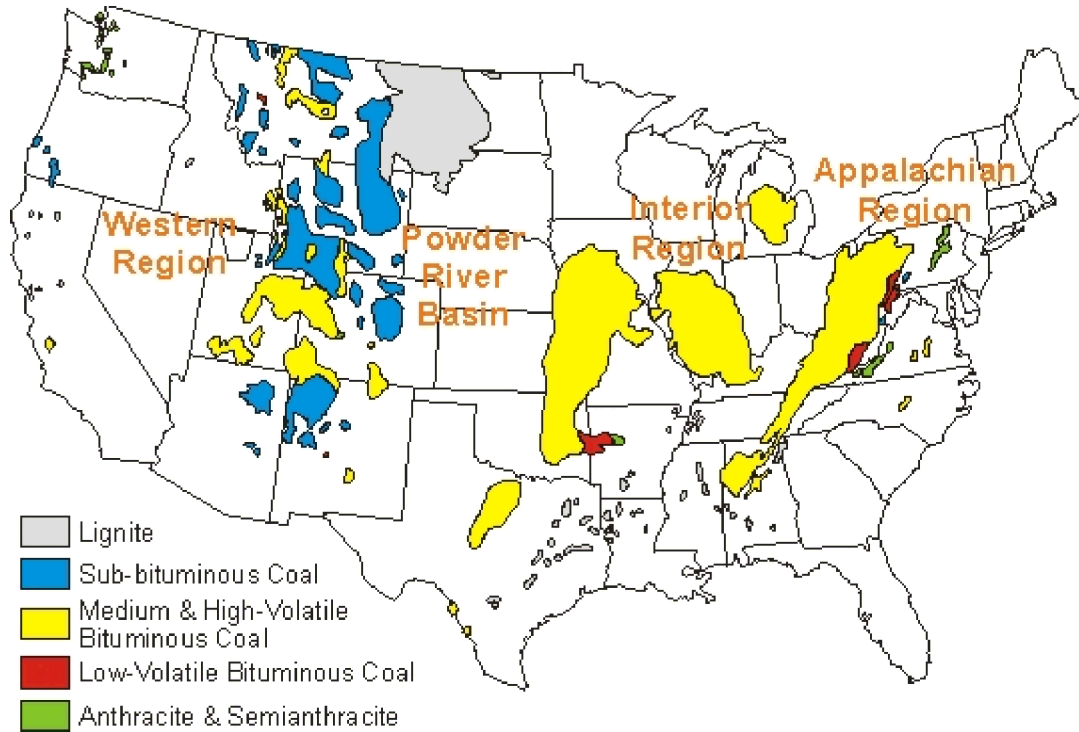 Western
Region
Powder
River
Basin
Interior
Region
Appalachian
Region
Lignite
Sub-bituminous Coal
Medium & High-Volatile
Bituminous Coal
Low-Volatile Bituminous Coal
Anthracite & Semianthracite